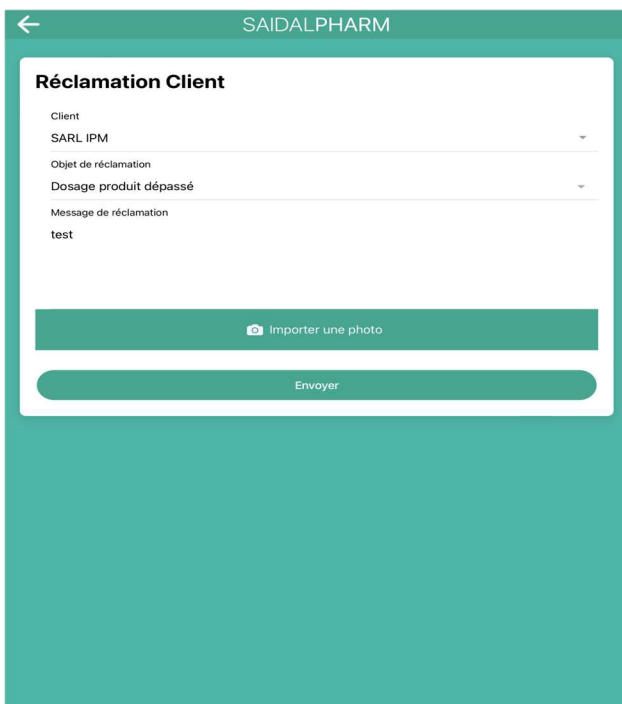 SAIDALPHARM
Réclamation Client
Client
SARL IPM
Objet de réclamation
Dosage produit dépassé
Message de réclamation
test
Importer une photo
Envoyer